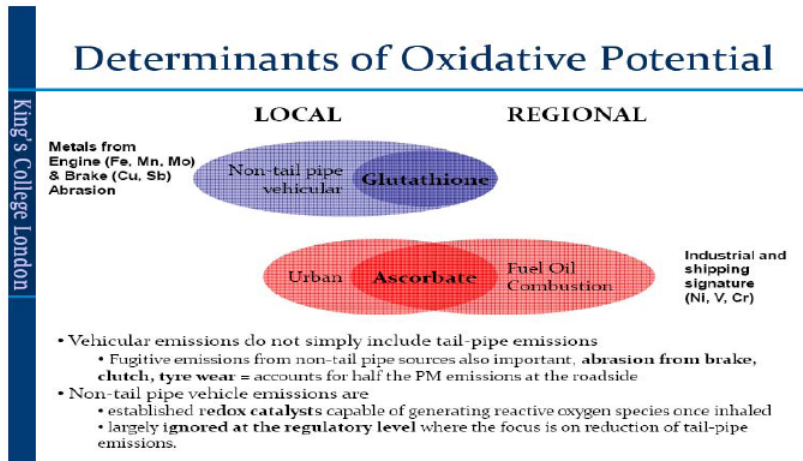 Determinants of Oxidative Potential
King's College London
LOCAL
REGIONAL
Metals from
Engine (Fe, Mn, Mo)
& Brake (Cu, Sb)
Abrasion
Non-tail pipe
vehicular
Glutathione
Urban
Ascorbate
Fuel Oil
Combustion
Industrial and
shipping
signature
(Ni, V, Cr)
• Vehicular emissions do not simply include tail-pipe emissions
• Fugitive emissions from non-tail pipe sources also important, abrasion from brake,
clutch, tyre wear = accounts for half the PM emissions at the roadside
• Non-tail pipe vehicle emissions are
• established redox catalysts capable of generating reactive oxygen species once inhaled
• largely ignored at the regulatory level where the focus is on reduction of tail-pipe
emissions.